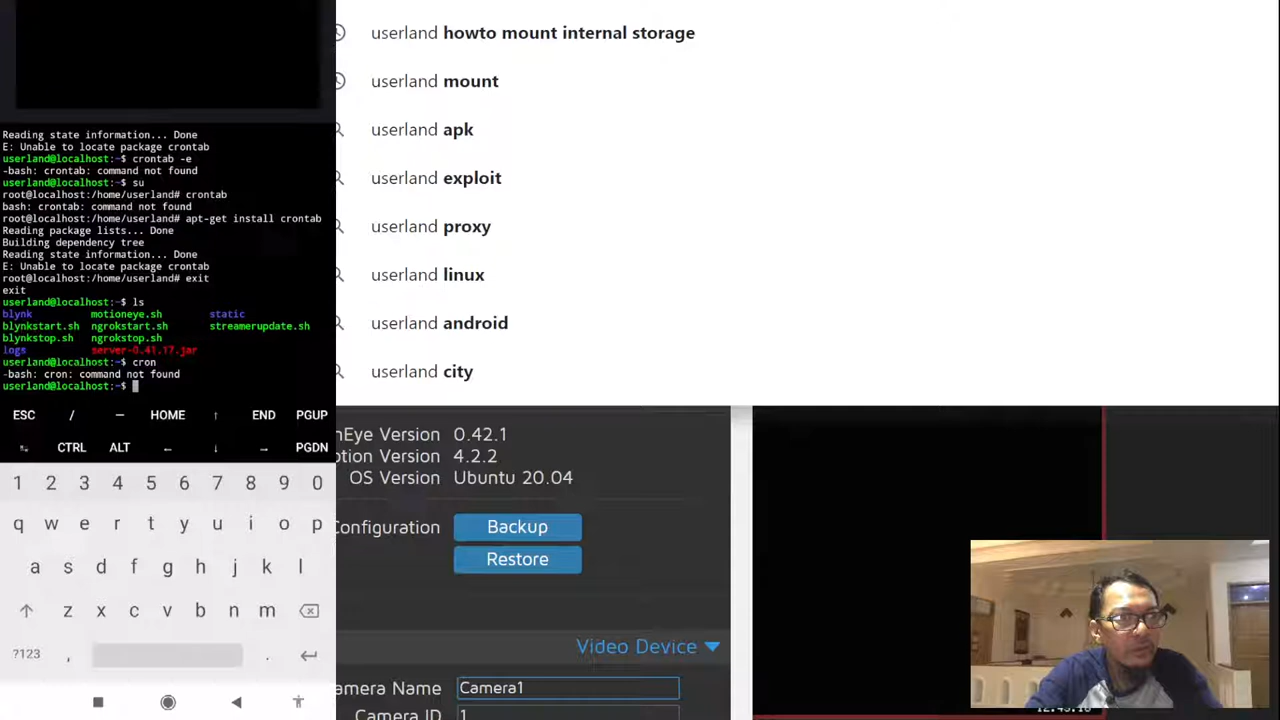 Reading state information... Done
E: Unable to locate package crontab
userland@localhost:~$ crontab -e
-bash: crontab: command not found
userland@localhost:~$ su
root@localhost:/home/userland# crontab
bash: crontab: command not found
root@localhost:/home/userland# apt-get install crontab
Reading package lists... Done
Building dependency tree
Reading state information... Done
E: Unable to locate package crontab
root@localhost:/home/userland# exit
exit
userland@localhost:~$ ls
blynk motioneye.sh static
blynkstart.sh ngrokstart.sh streamerupdate.sh
blynkstop.sh ngrokstop.sh
logs server-0.41.17.jar
userland@localhost:~$ cron
-bash: cron: command not found
userland@localhost:~$
ESC / — HOME ↑ END PGUP
CTRL ALT ← ↓ → PGDN
1 2 3 4 5 6 7 8 9 0
q w e r t y u i o p
a s d f g h j k l
z x c v b n m
?123 , .
userland howto mount internal storage
userland mount
userland apk
userland exploit
userland proxy
userland linux
userland android
userland city
nEye Version 0.42.1
otion Version 4.2.2
OS Version Ubuntu 20.04
Configuration Backup
Restore
Video Device
amera Name Camera1
Camera ID 1